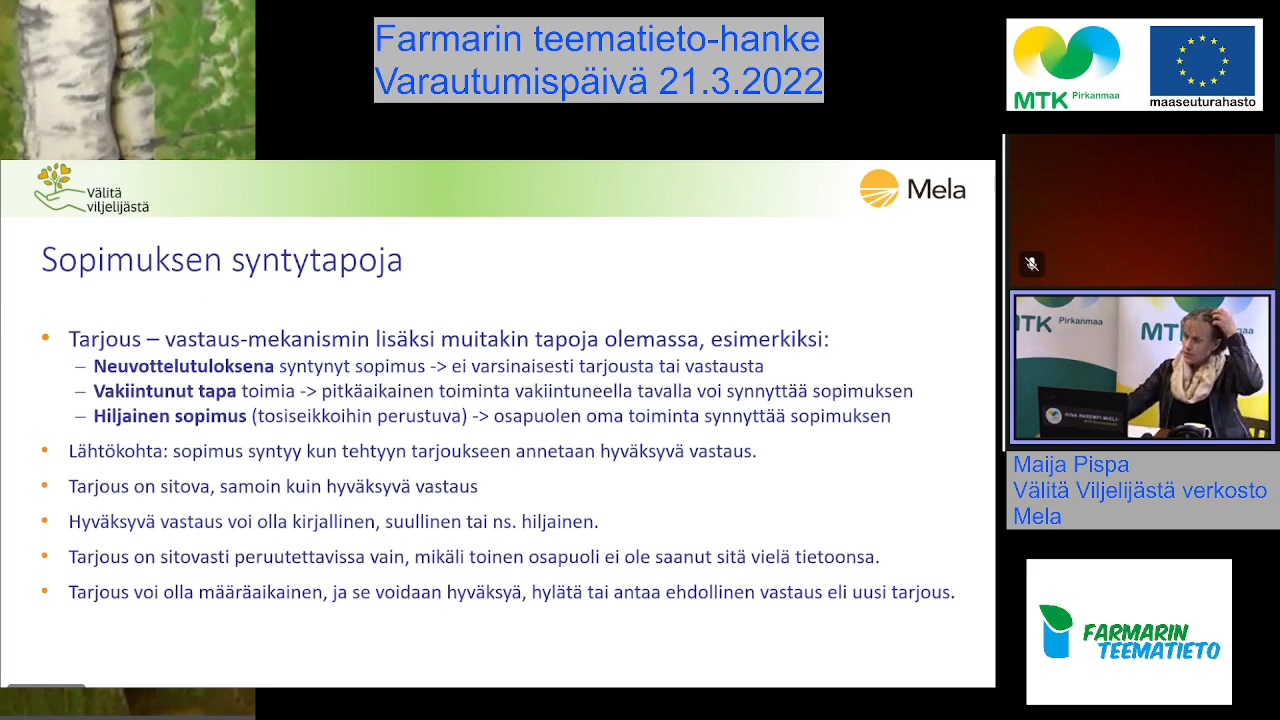 Farmarin teematieto-hanke
Varautumispäivä 21.3.2022
MTK Pirkanmaa
maaseuturahasto
Välitä
viljelijästä
Mela
Sopimuksen syntytapoja
• Tarjous – vastaus-mekanismin lisäksi muitakin tapoja olemassa, esimerkiksi:
– Neuvottelutuloksena syntynyt sopimus -> ei varsinaisesti tarjousta tai vastausta
– Vakiintunut tapa toimia -> pitkäaikainen toiminta vakiintuneella tavalla voi synnyttää sopimuksen
– Hiljainen sopimus (tosiseikkoihin perustuva) -> osapuolen oma toiminta synnyttää sopimuksen
• Lähtökohta: sopimus syntyy kun tehtyyn tarjoukseen annetaan hyväksyvä vastaus.
• Tarjous on sitova, samoin kuin hyväksyvä vastaus
• Hyväksyvä vastaus voi olla kirjallinen, suullinen tai ns. hiljainen.
• Tarjous on sitovasti peruutettavissa vain, mikäli toinen osapuoli ei ole saanut sitä vielä tietoonsa.
• Tarjous voi olla määräaikainen, ja se voidaan hyväksyä, hylätä tai antaa ehdollinen vastaus eli uusi tarjous.
TK Pirkanmaa
MTK
AINA PAREMPI MIELI
Maija Pispa
Välitä Viljelijästä verkosto
Mela
FARMARIN
TEEMATIETO